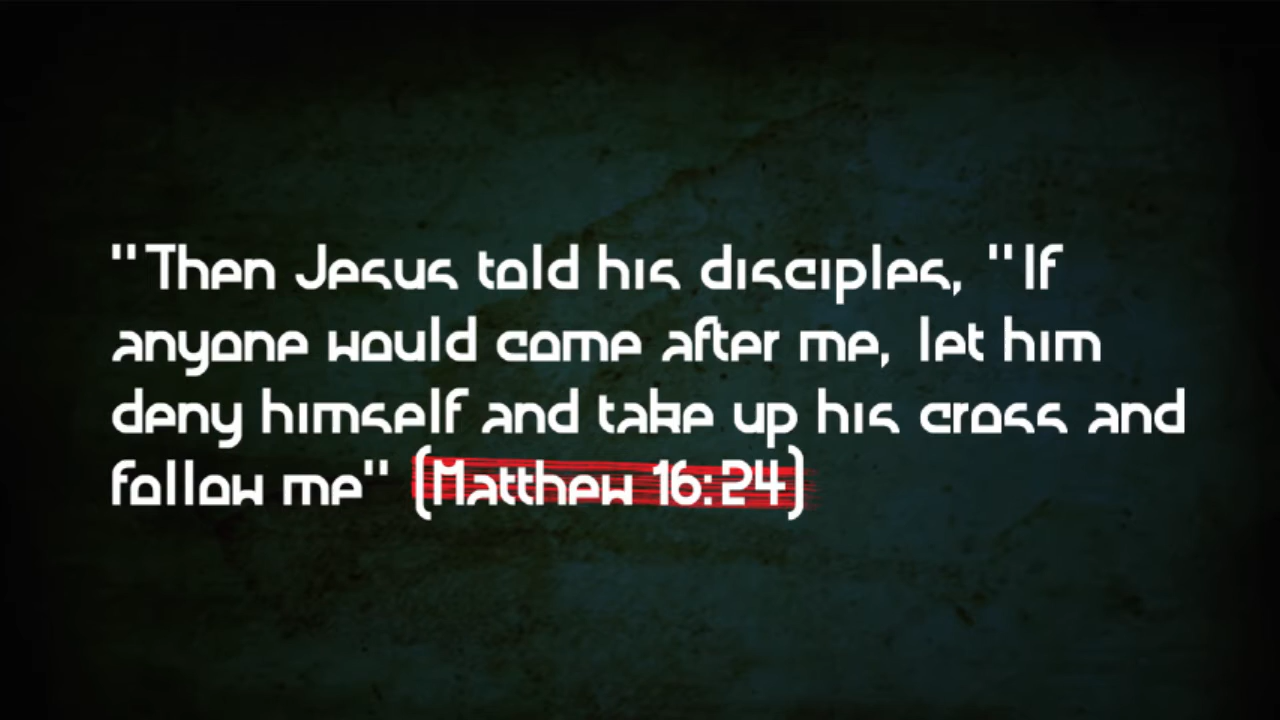 "Then Jesus told his disciples, "If
anyone would come after me, let him
deny himself and take up his cross and
follow me" (Matthew 16:24)